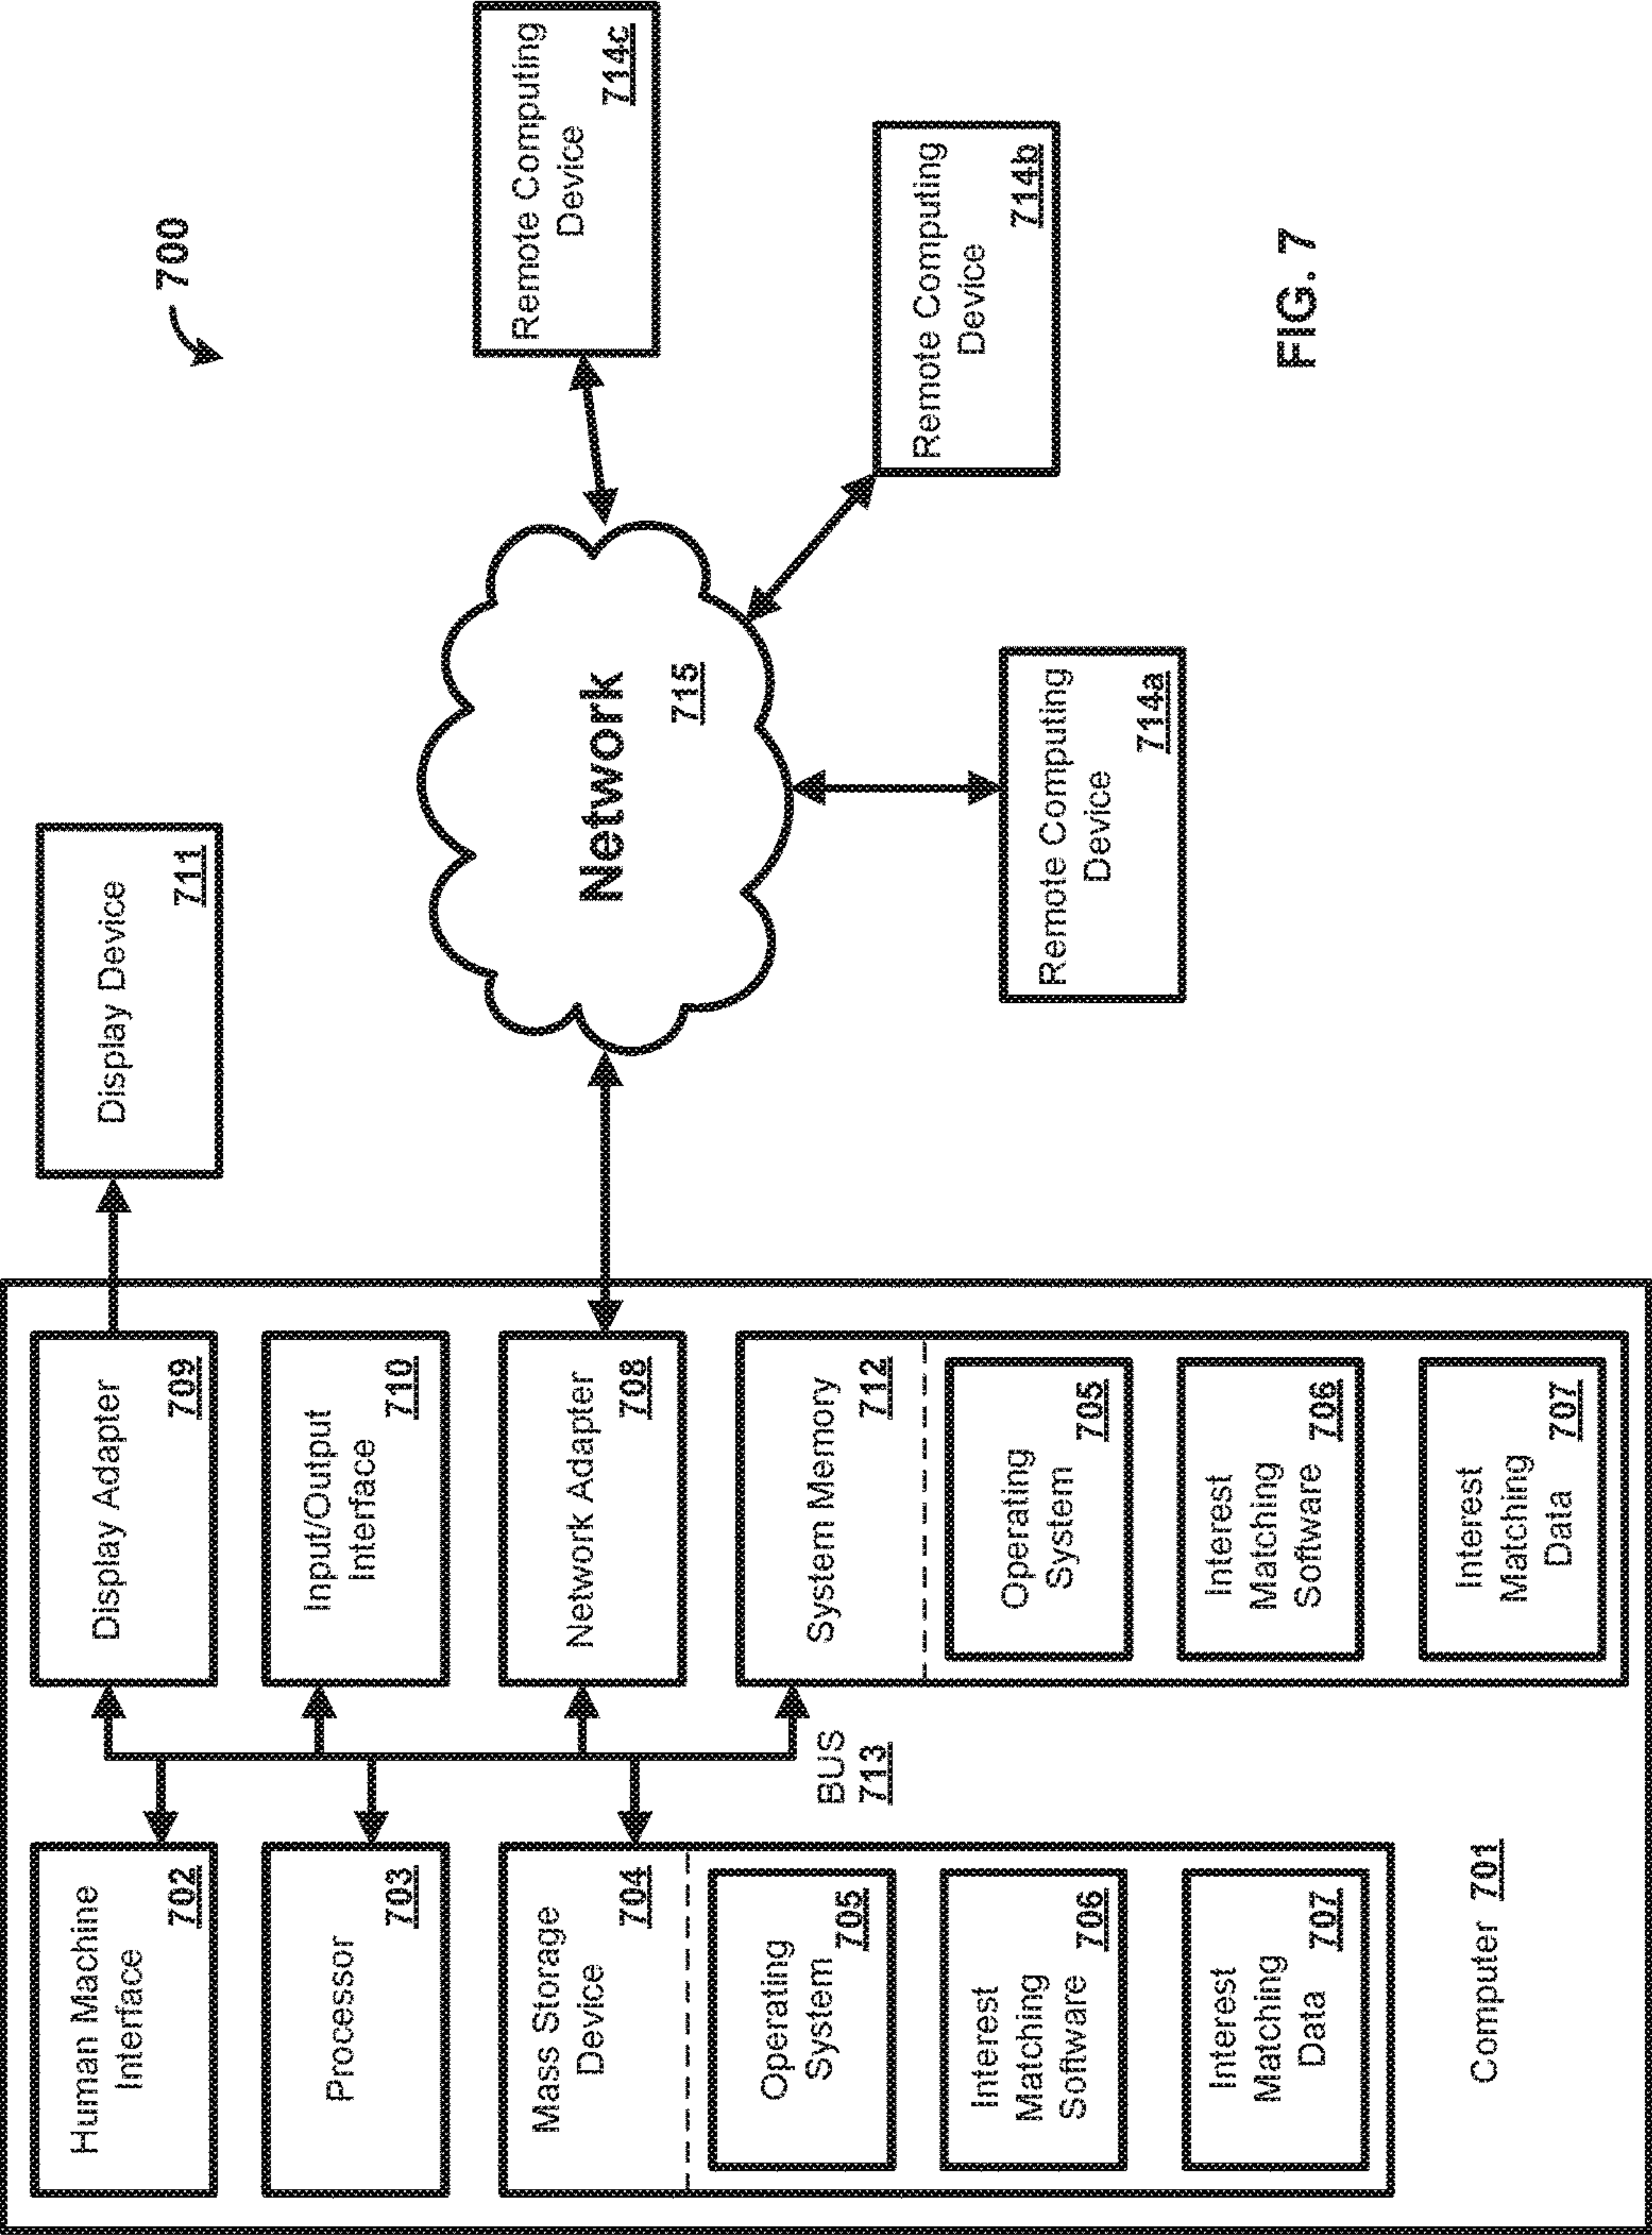 700
Human Machine
Interface
702
Processor
703
Mass Storage
Device
704
Operating
System
705
Interest
Matching
Software
706
Interest
Matching
Data
707
Computer 701
BUS
713
Display Adapter
709
Input/Output
Interface
710
Network Adapter
708
System Memory
712
Operating
System
705
Interest
Matching
Software
706
Interest
Matching
Data
707
Display Device
711
Network
715
Remote Computing
Device
714a
Remote Computing
Device
714b
Remote Computing
Device
714c
FIG. 7